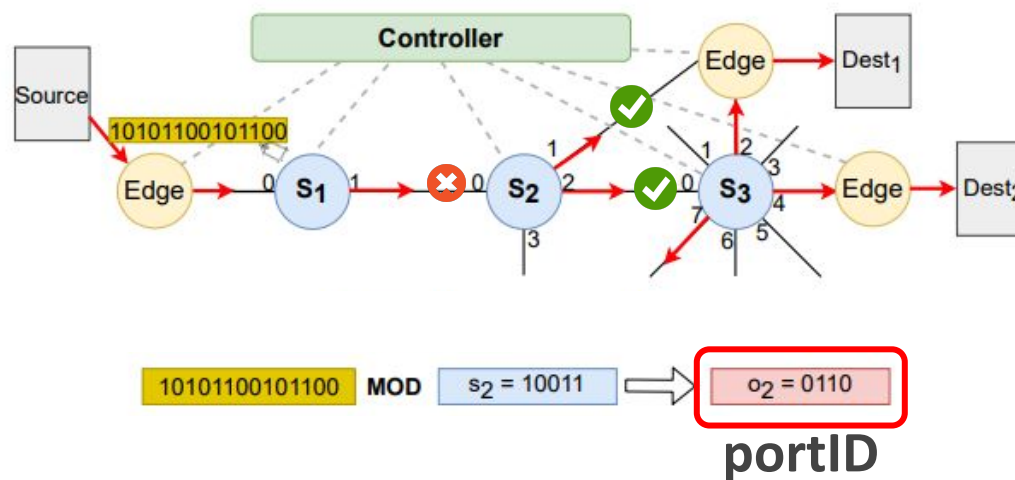 Controller
Source
10101100101100
Edge
0
S1
1
0
S2
1
2
3
0
S3
1
2
3
4
5
6
7
Edge
Dest1
Edge
Dest2
10101100101100 MOD s2 = 10011 o2 = 0110
portID